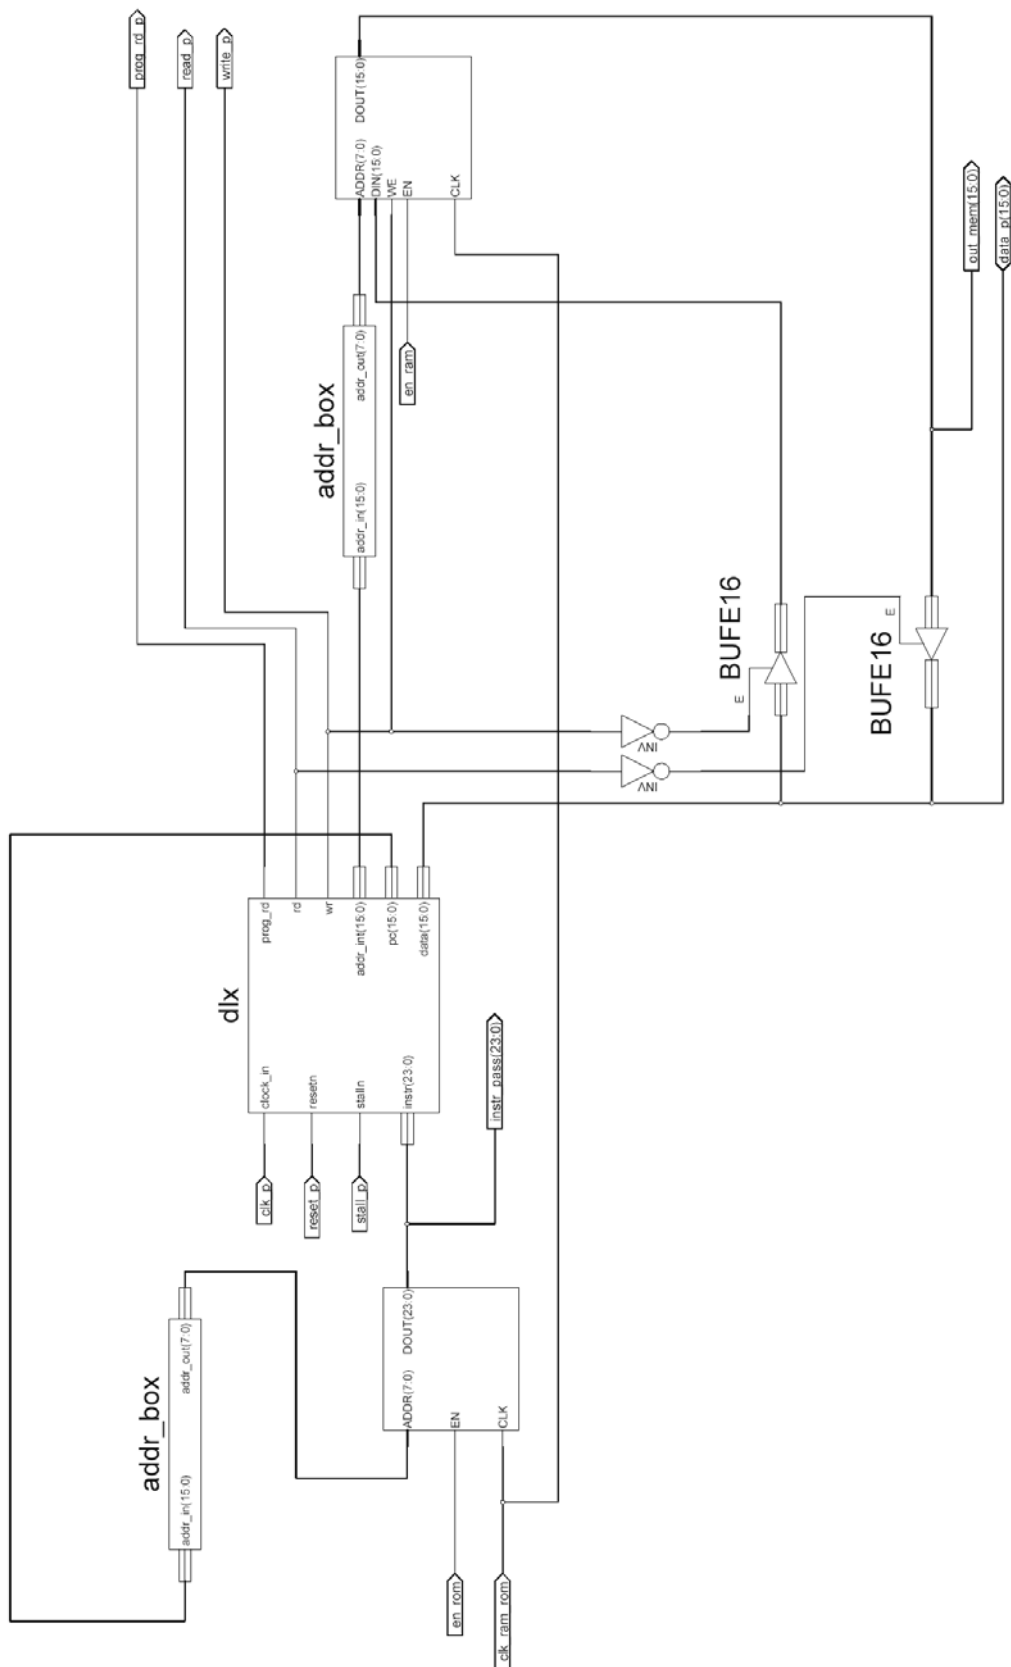 prog_rd_p
read_p
write_p
DOUT(15:0)
ADDR(7:0)
DIN(15:0)
WE
EN
CLK
out_mem(15:0)
data_p(15:0)
addr_box
addr_in(15:0)
addr_out(7:0)
en_ram
BUFE16
E
BUFE16
E
INV
INV
dlx
prog_rd
rd
wr
addr_int(15:0)
pc(15:0)
data(15:0)
clock_in
resetn
stalln
instr(23:0)
clk_p
reset_p
stall_p
instr_pass(23:0)
addr_box
addr_in(15:0)
addr_out(7:0)
DOUT(23:0)
ADDR(7:0)
EN
CLK
en_rom
clk_ram_rom